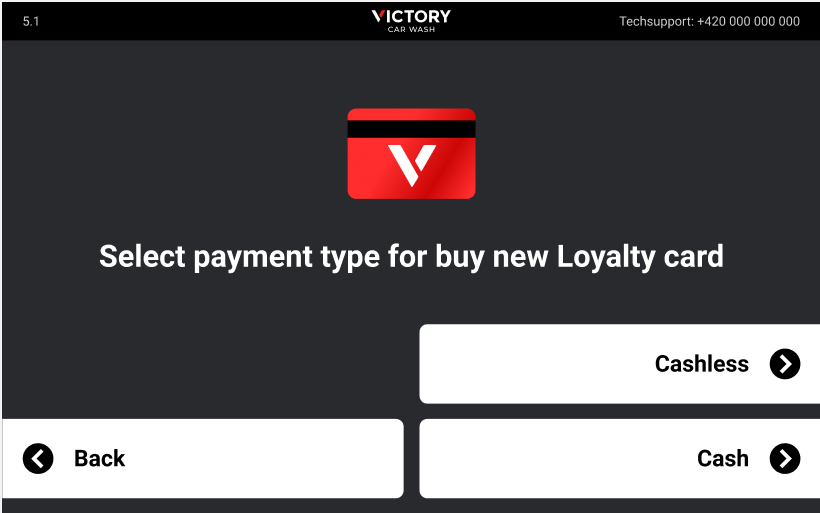 5.1
VICTORY
CAR WASH
Techsupport: +420 000 000 000
Select payment type for buy new Loyalty card
Cashless
Back
Cash